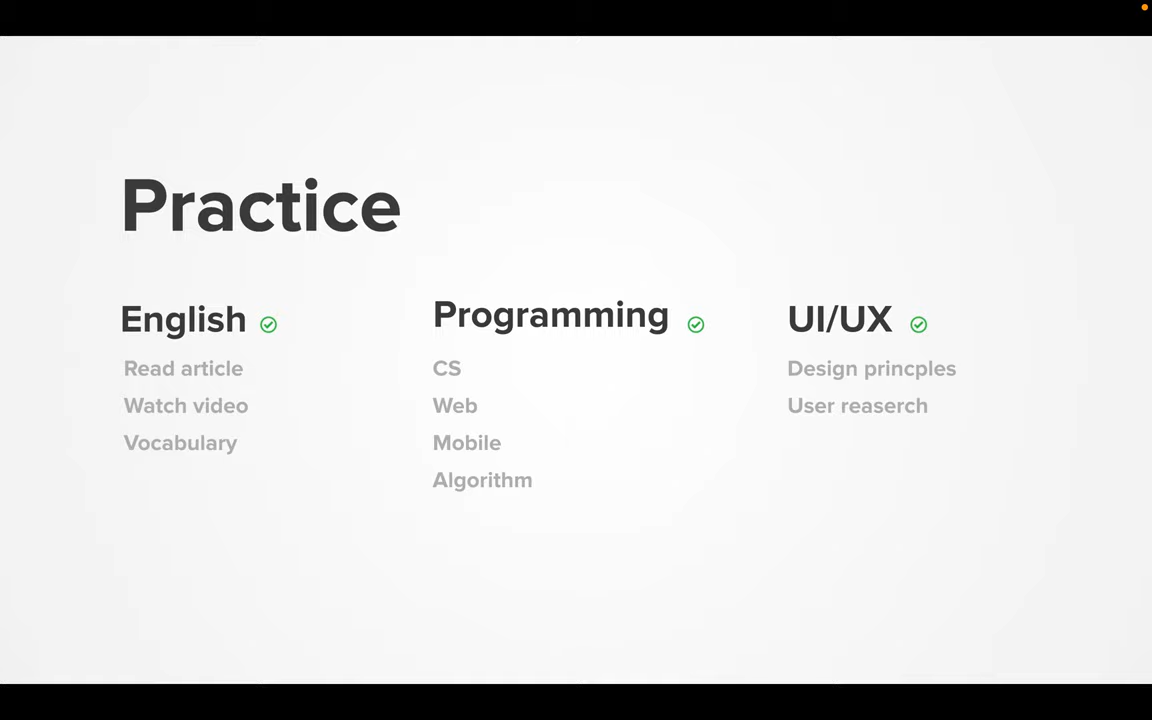 Practice
English
Read article
Watch video
Vocabulary
Programming
CS
Web
Mobile
Algorithm
UI/UX
Design princples
User reaserch